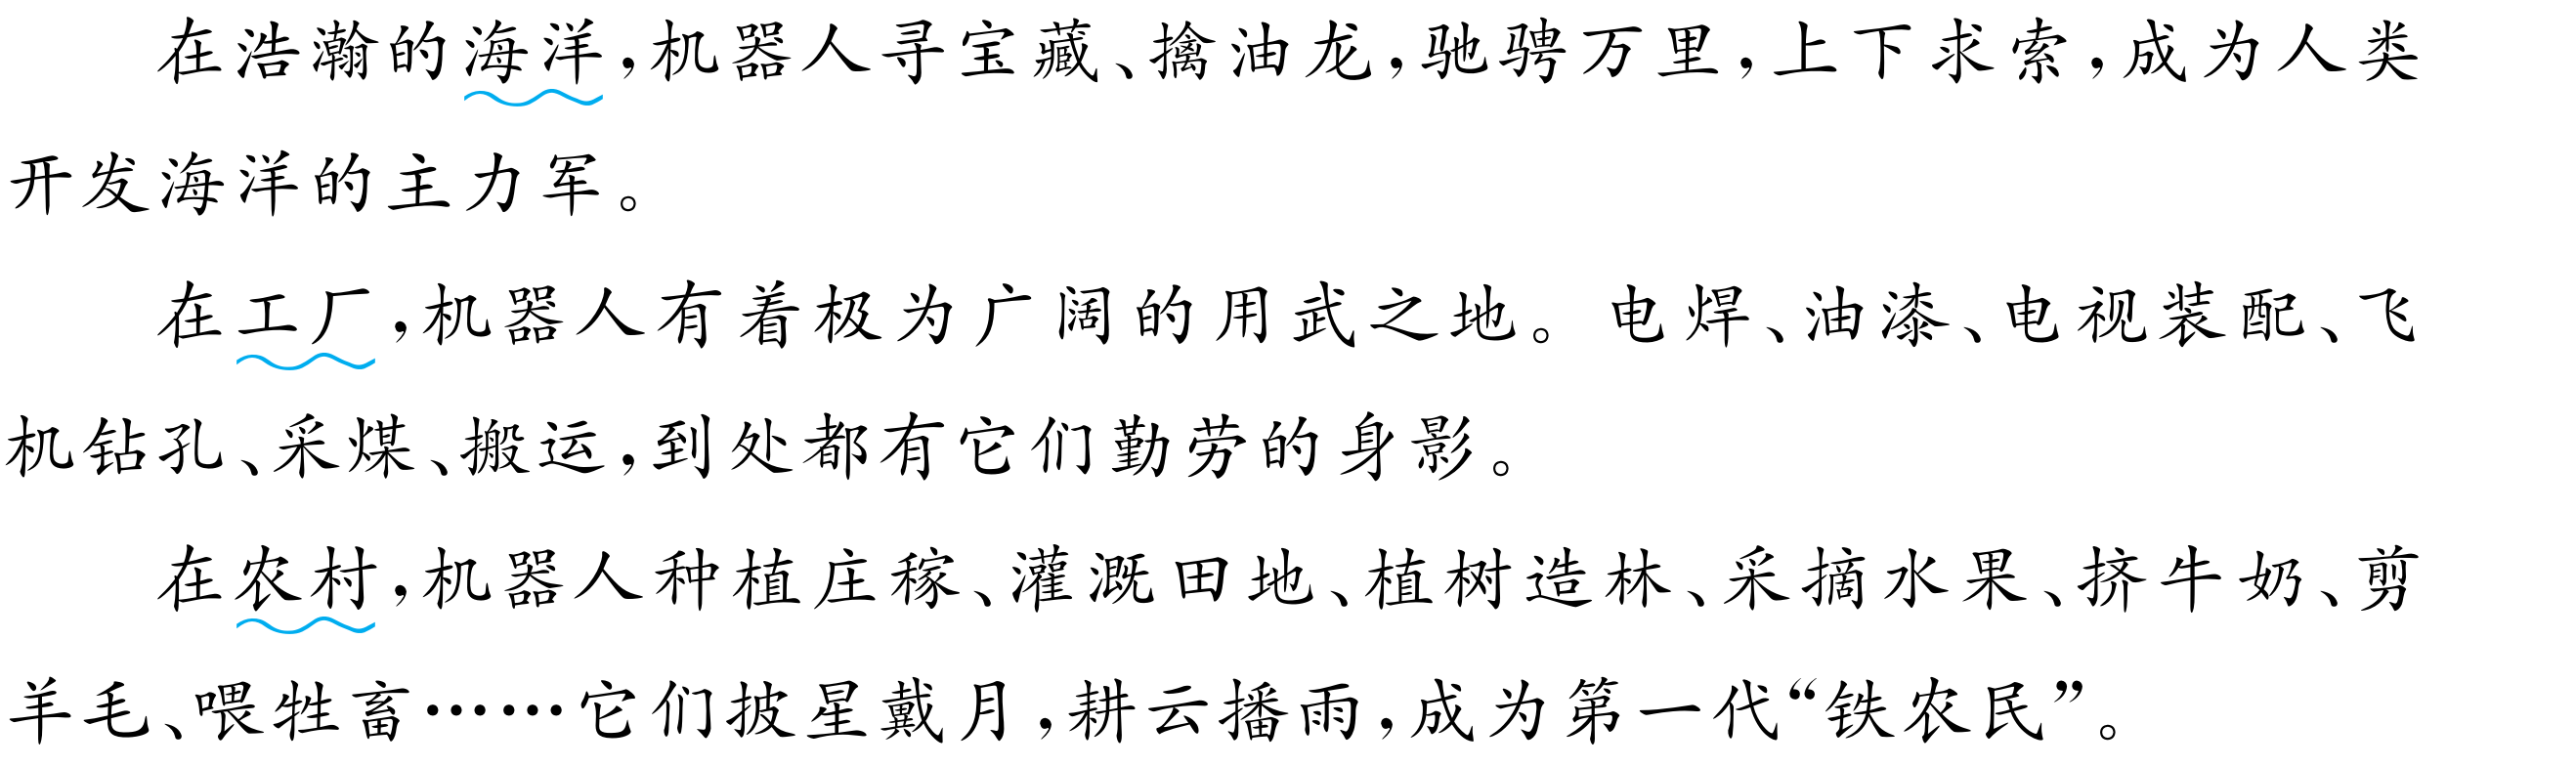 在浩瀚的海洋,机器人寻宝藏、擒油龙,驰骋万里,上下求索,成为人类
开发海洋的主力军。
在工厂,机器人有着极为广阔的用武之地。电焊、油漆、电视装配、飞
机钻孔、采煤、搬运,到处都有它们勤劳的身影。
在农村,机器人种植庄稼、灌溉田地、植树造林、采摘水果、挤牛奶、剪
羊毛、喂牲畜……它们披星戴月,耕云播雨,成为第一代“铁农民”。